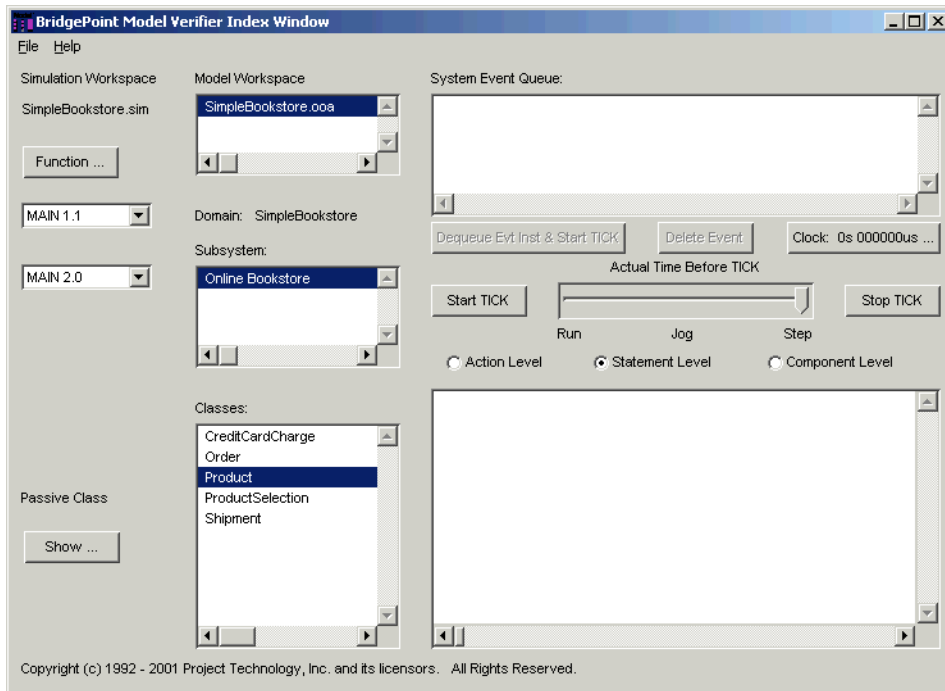 BridgePoint Model Verifier Index Window
File Help
Simulation Workspace
SimpleBookstore.sim
Function ...
MAIN 1.1
MAIN 2.0
Passive Class
Show ...
Model Workspace
SimpleBookstore.ooa
Domain: SimpleBookstore
Subsystem:
Online Bookstore
Classes:
CreditCardCharge
Order
Product
ProductSelection
Shipment
System Event Queue:
Dequeue Evt Inst & Start TICK
Delete Event
Clock: 0s 000000us ...
Actual Time Before TICK
Start TICK
Stop TICK
Run Jog Step
Action Level Statement Level Component Level
Copyright (c) 1992 - 2001 Project Technology, Inc. and its licensors. All Rights Reserved.